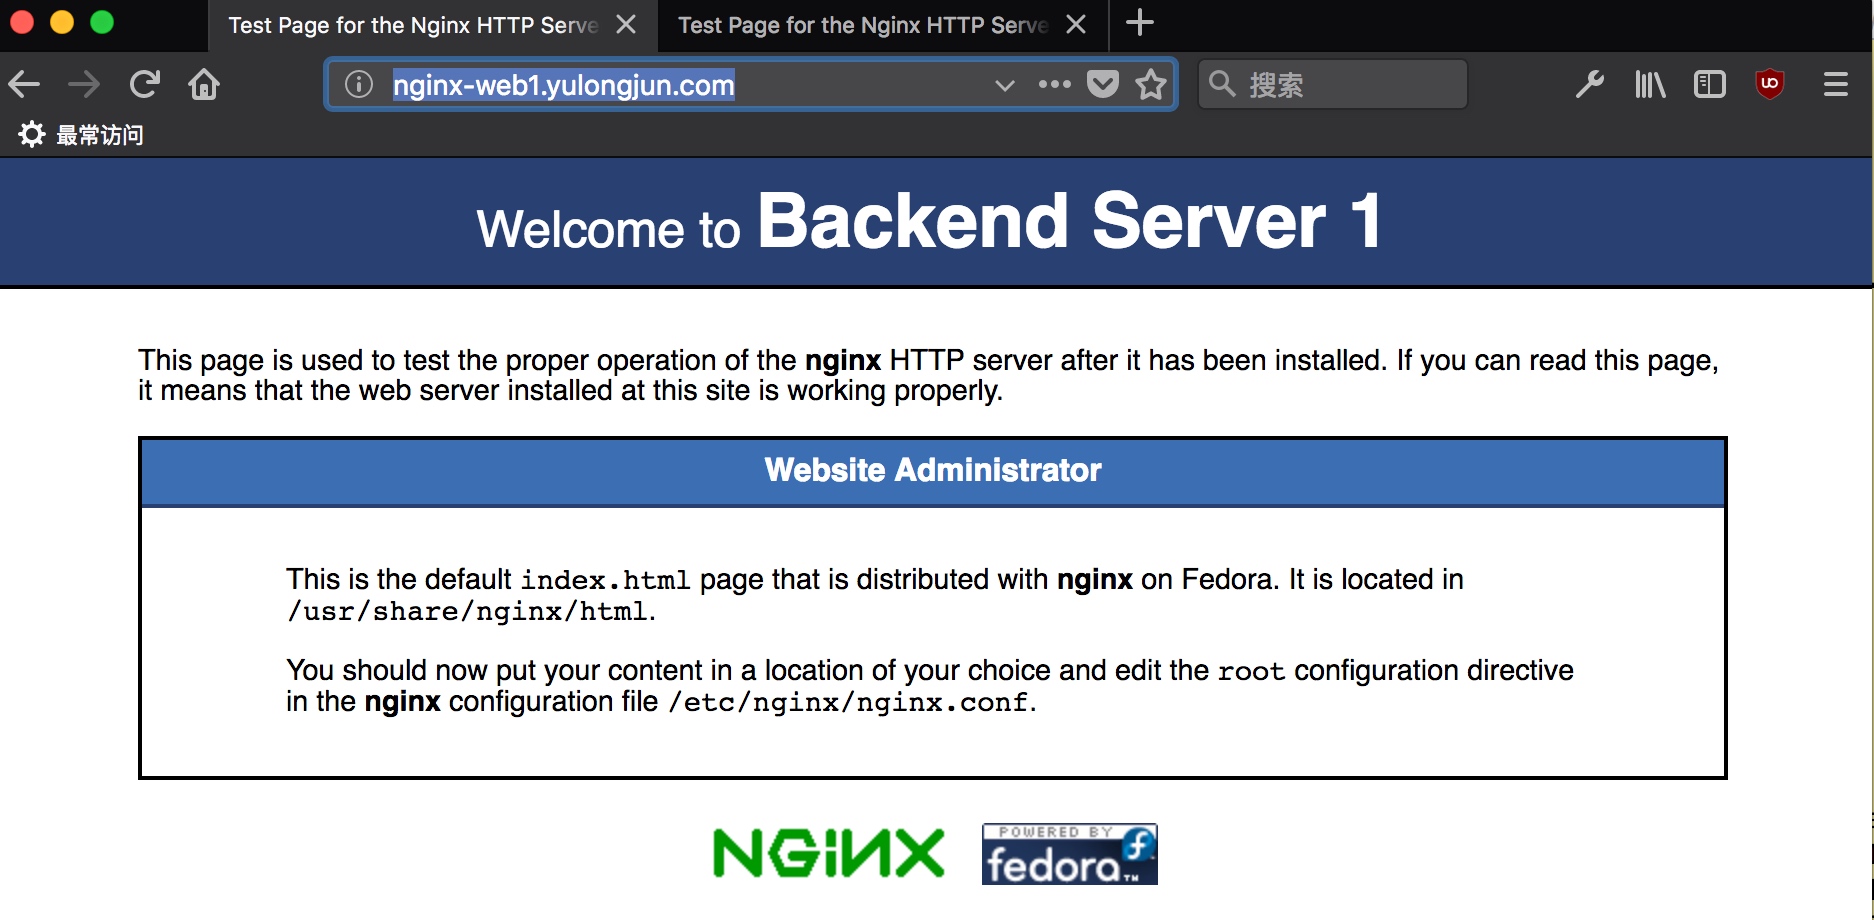 Test Page for the Nginx HTTP Serve
Test Page for the Nginx HTTP Serve
nginx-web1.yulongjun.com
搜索
最常访问
Welcome to Backend Server 1
This page is used to test the proper operation of the nginx HTTP server after it has been installed. If you can read this page,
it means that the web server installed at this site is working properly.
Website Administrator
This is the default index.html page that is distributed with nginx on Fedora. It is located in
/usr/share/nginx/html.
You should now put your content in a location of your choice and edit the root configuration directive
in the nginx configuration file /etc/nginx/nginx.conf.
NGINX
POWERED BY
fedora™